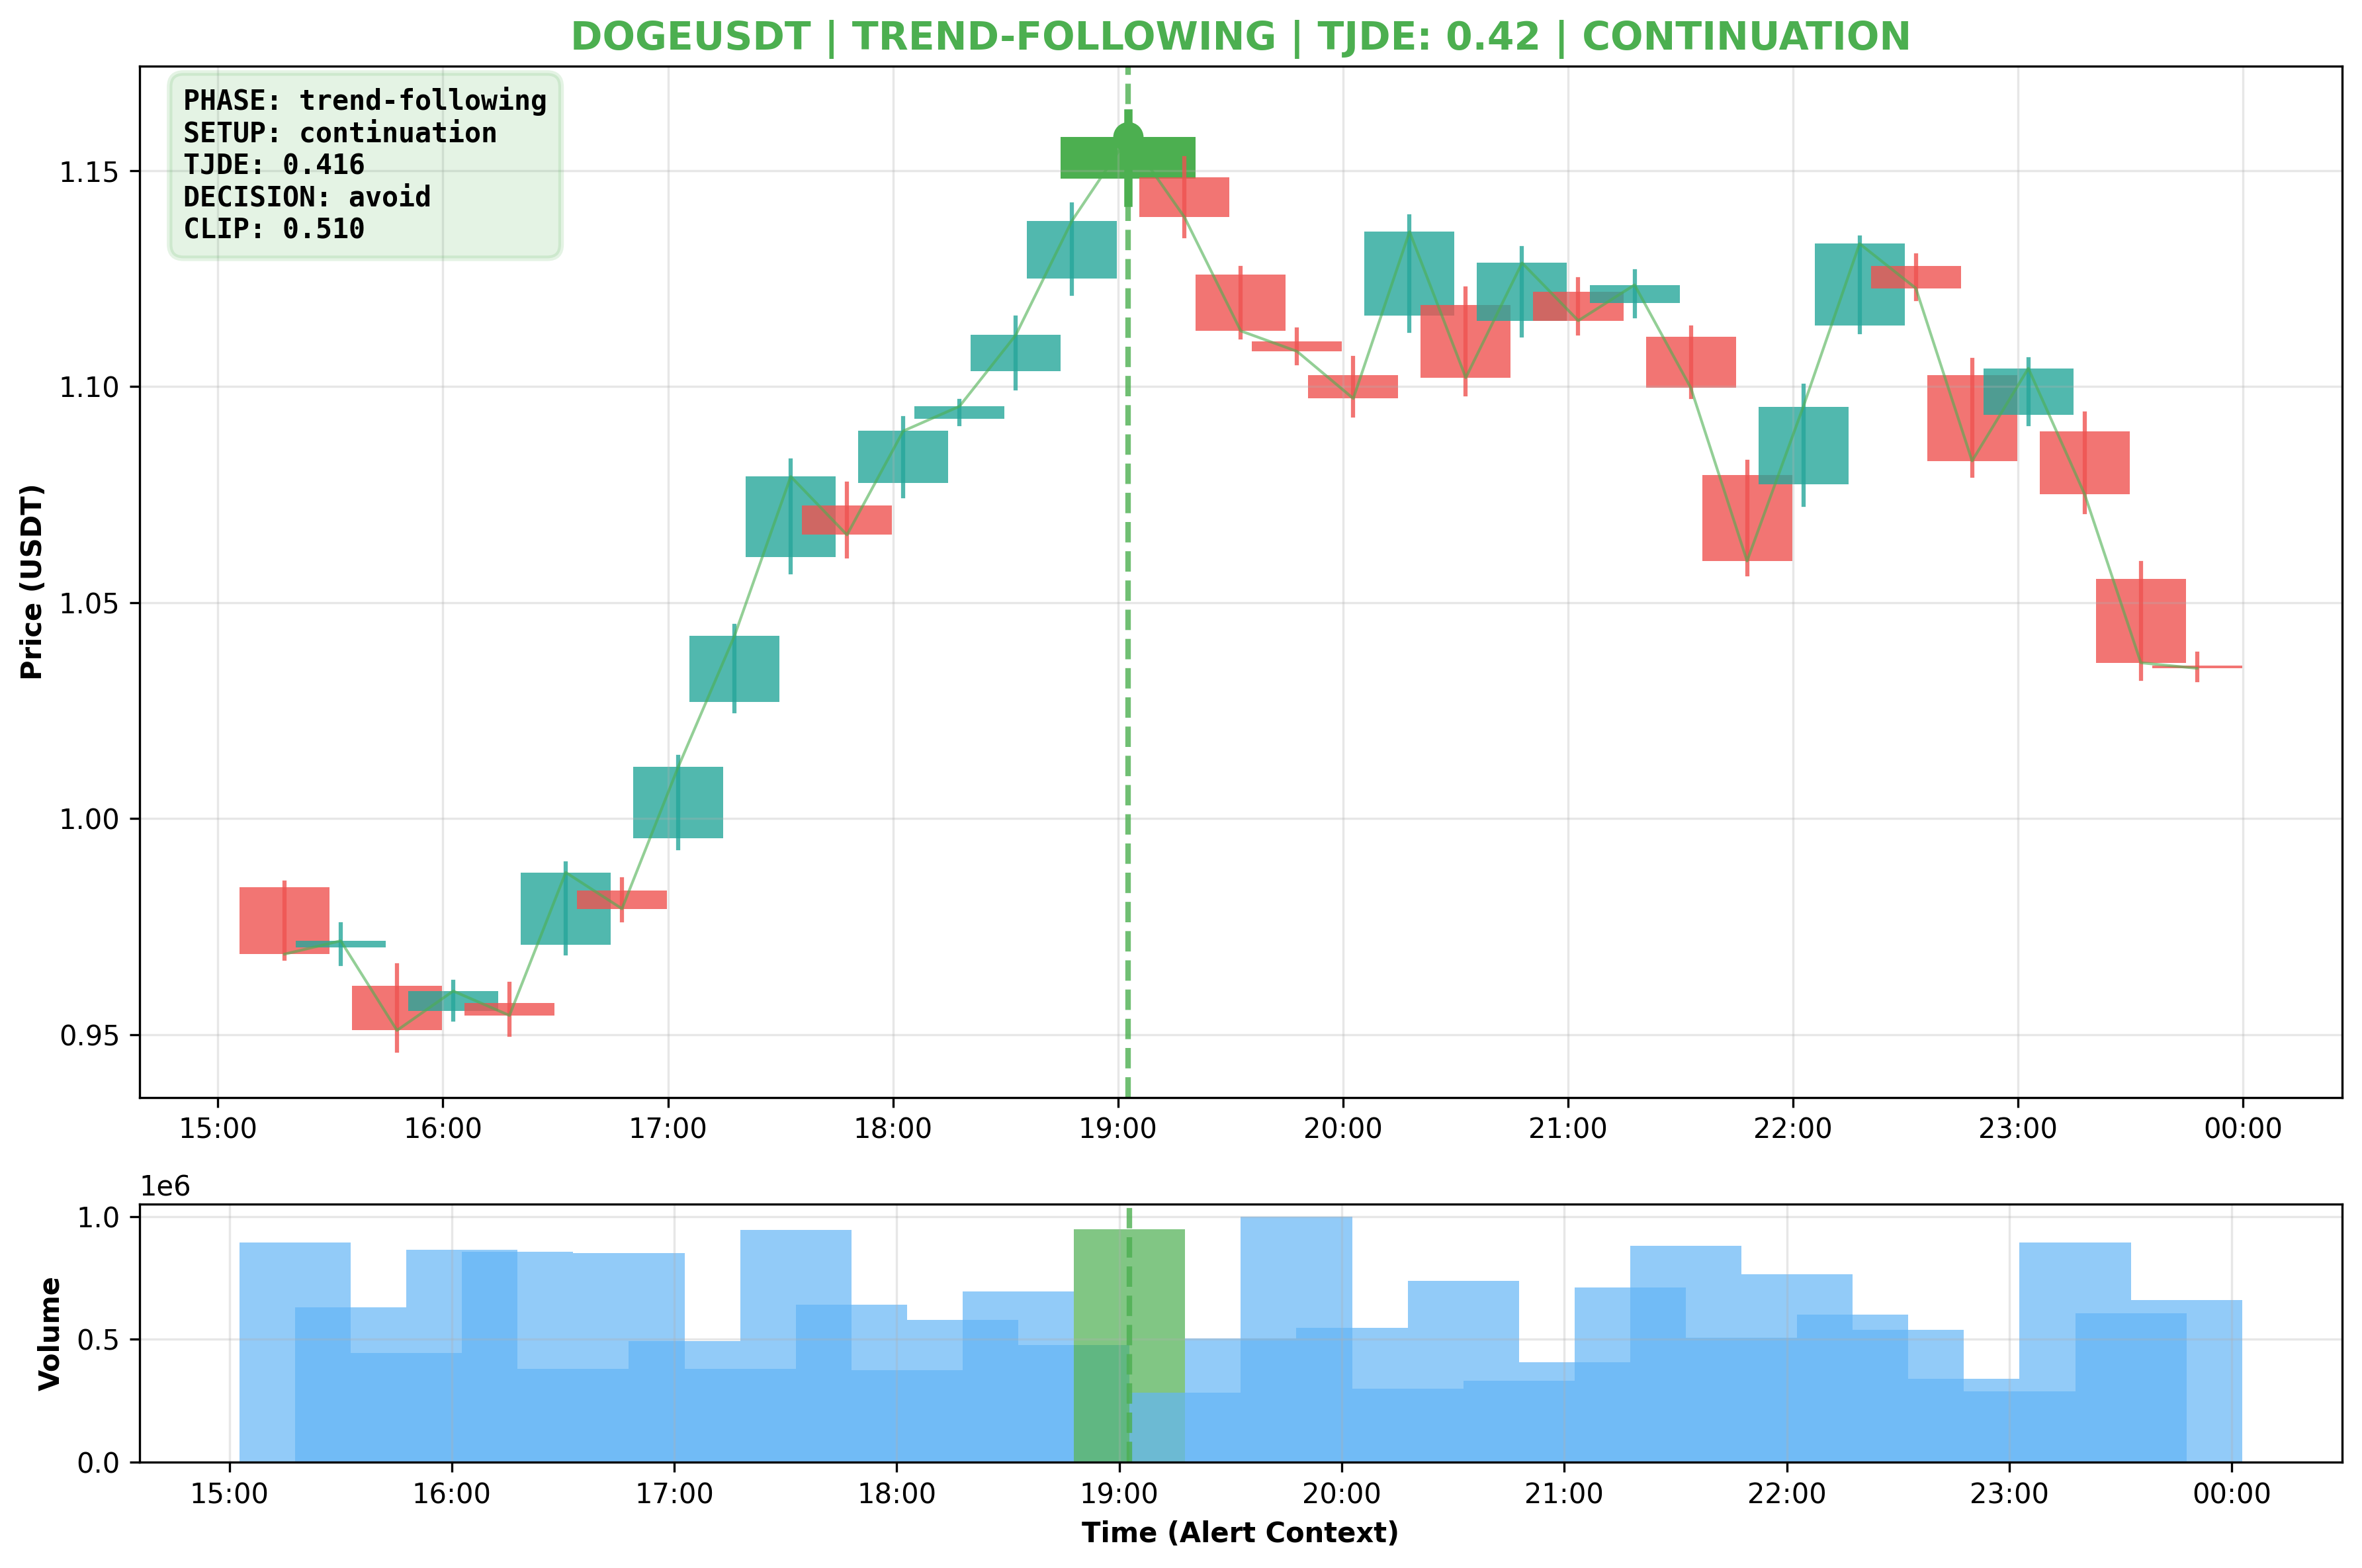 DOGEUSDT | TREND-FOLLOWING | TJDE: 0.42 | CONTINUATION
PHASE: trend-following
SETUP: continuation
TJDE: 0.416
DECISION: avoid
CLIP: 0.510
Price (USDT)
1.15
1.10
1.05
1.00
0.95
15:00 16:00 17:00 18:00 19:00 20:00 21:00 22:00 23:00 00:00
1e6
Volume
1.0
0.5
0.0
15:00 16:00 17:00 18:00 19:00 20:00 21:00 22:00 23:00 00:00
Time (Alert Context)